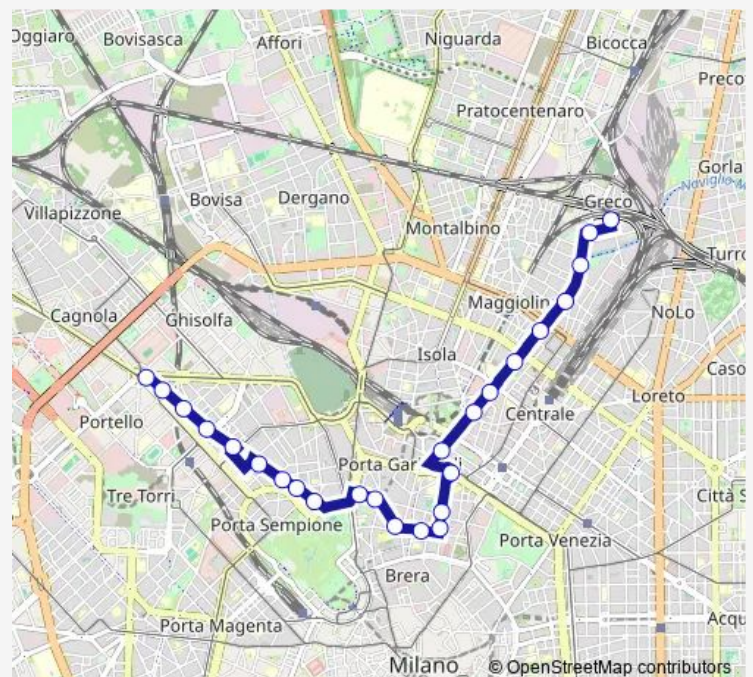 Oggiaro
Bovisasca
Affori
Niguarda
Bicocca
Preco
Pratocentenaro
Gorla
Naviglio
Villapizzone
Bovisa
Dergano
Greco
Montalbino
Turro
Cagnola
Ghisolfa
Maggiolin
NoLo
Isola
Caso
Loreto
Portello
Centrale
Porta Gar
Tre Torri
Città S
Porta Sempione
Porta Venezia
Brera
Acqu
Porta Magenta
Milano
© OpenStreetMap contributors